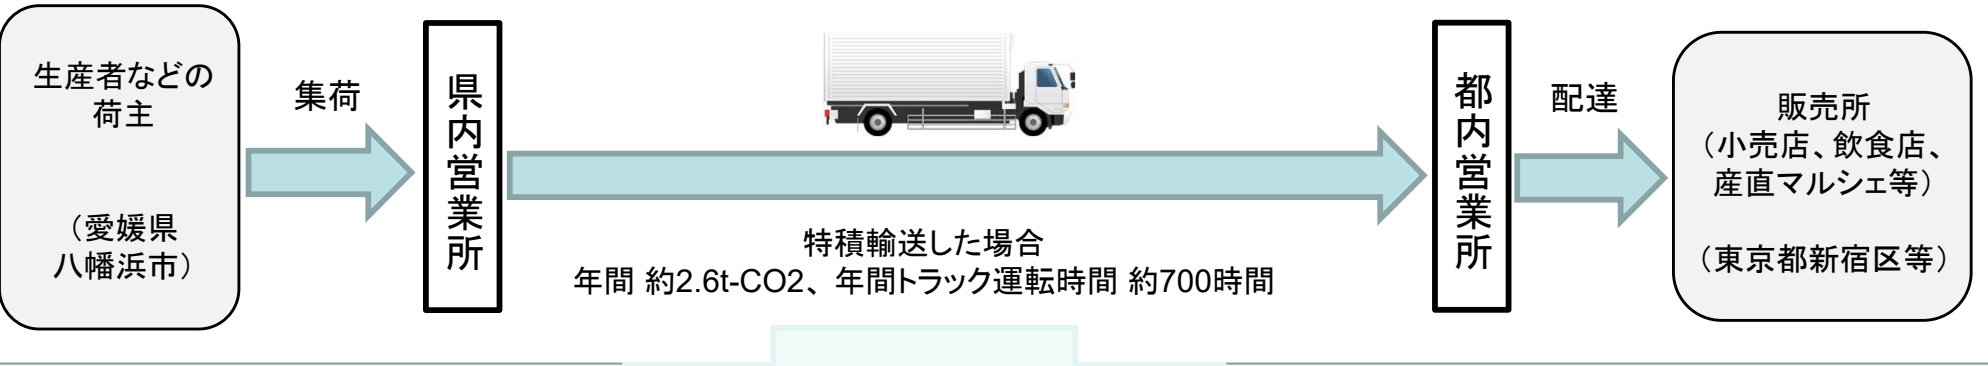 生産者などの
荷主
（愛媛県
八幡浜市）
集荷
県内営業所
特積輸送した場合
年間 約2.6t-CO2、年間トラック運転時間 約700時間
都内営業所
配達
販売所
（小売店、飲食店、
産直マルシェ等）
（東京都新宿区等）